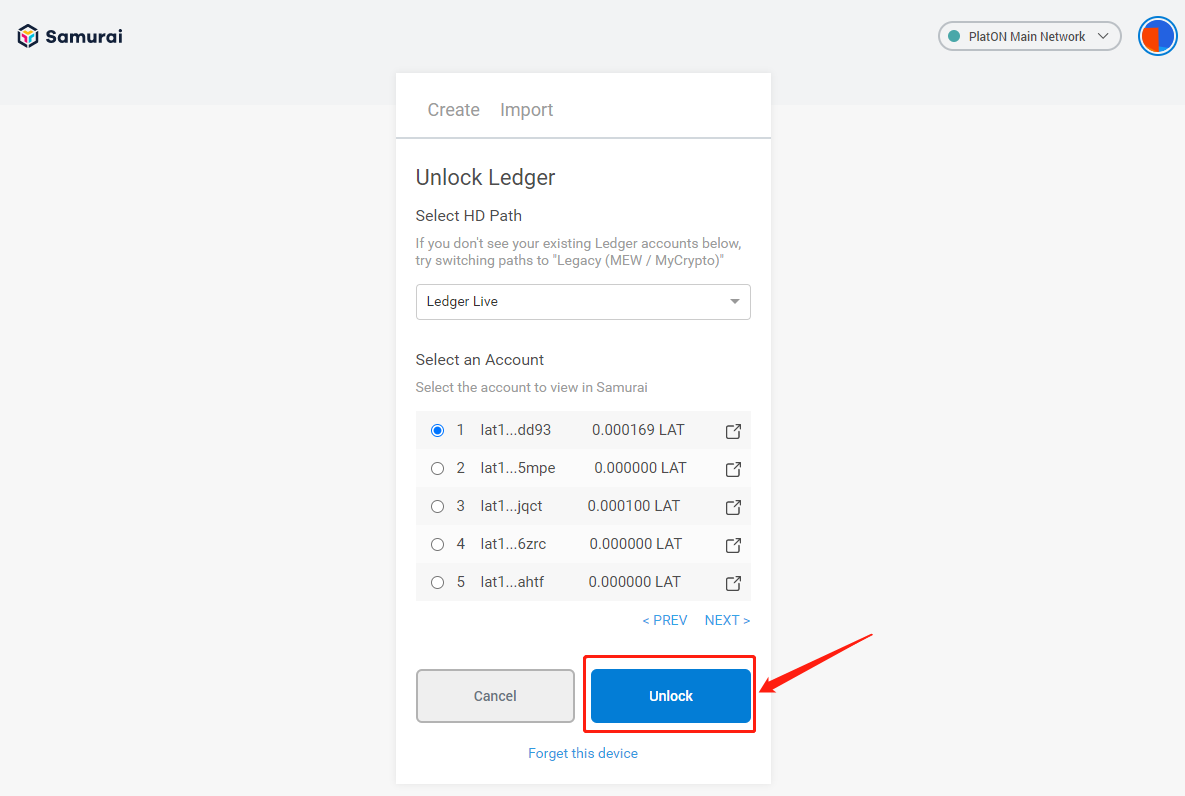 Samurai
PlatON Main Network
Create Import
Unlock Ledger
Select HD Path
If you don't see your existing Ledger accounts below,
try switching paths to "Legacy (MEW / MyCrypto)"
Ledger Live
Select an Account
Select the account to view in Samurai
1 lat1...dd93 0.000169 LAT
2 lat1...5mpe 0.000000 LAT
3 lat1...jqct 0.000100 LAT
4 lat1...6zrc 0.000000 LAT
5 lat1...ahtf 0.000000 LAT
< PREV NEXT >
Cancel Unlock
Forget this device